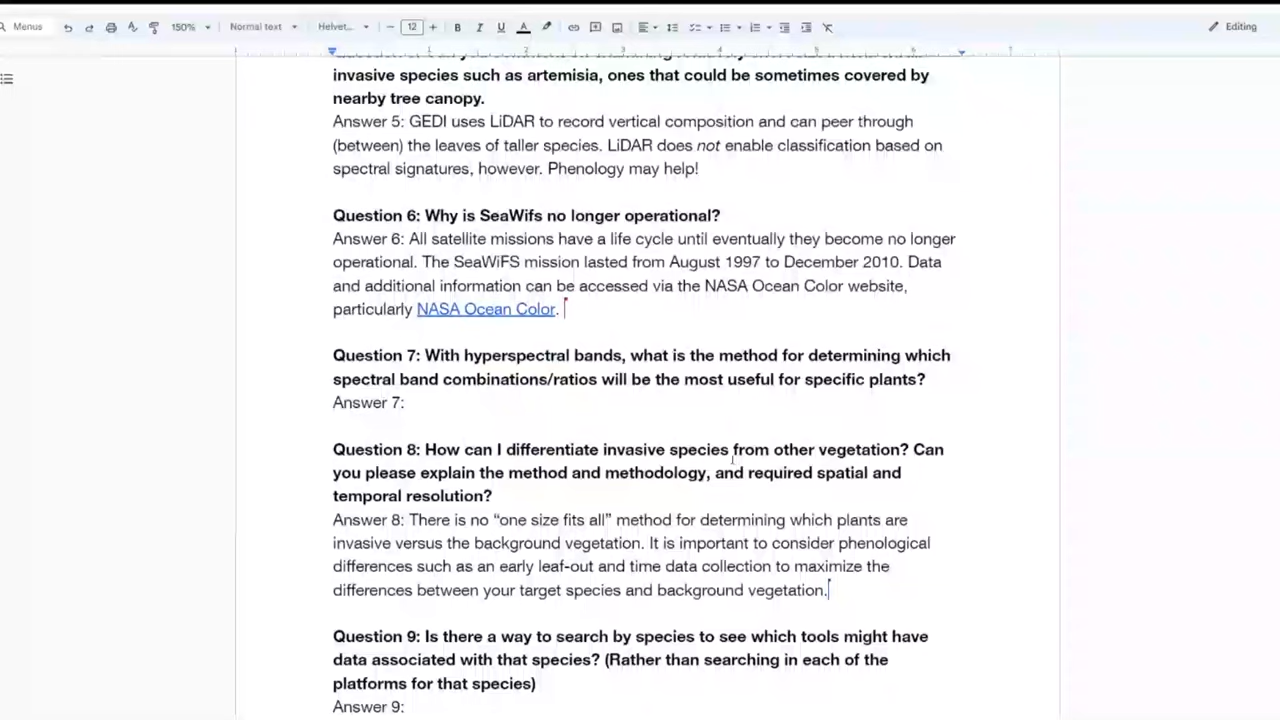 Menus
150%
Normal text
Helvet...
12
B
I
U
A
Editing
1
2
3
4
5
6
7
invasive species such as artemisia, ones that could be sometimes covered by
nearby tree canopy.
Answer 5: GEDI uses LiDAR to record vertical composition and can peer through
(between) the leaves of taller species. LiDAR does not enable classification based on
spectral signatures, however. Phenology may help!
Question 6: Why is SeaWifs no longer operational?
Answer 6: All satellite missions have a life cycle until eventually they become no longer
operational. The SeaWiFS mission lasted from August 1997 to December 2010. Data
and additional information can be accessed via the NASA Ocean Color website,
particularly NASA Ocean Color.
Question 7: With hyperspectral bands, what is the method for determining which
spectral band combinations/ratios will be the most useful for specific plants?
Answer 7:
Question 8: How can I differentiate invasive species from other vegetation? Can
you please explain the method and methodology, and required spatial and
temporal resolution?
Answer 8: There is no “one size fits all” method for determining which plants are
invasive versus the background vegetation. It is important to consider phenological
differences such as an early leaf-out and time data collection to maximize the
differences between your target species and background vegetation.
Question 9: Is there a way to search by species to see which tools might have
data associated with that species? (Rather than searching in each of the
platforms for that species)
Answer 9: